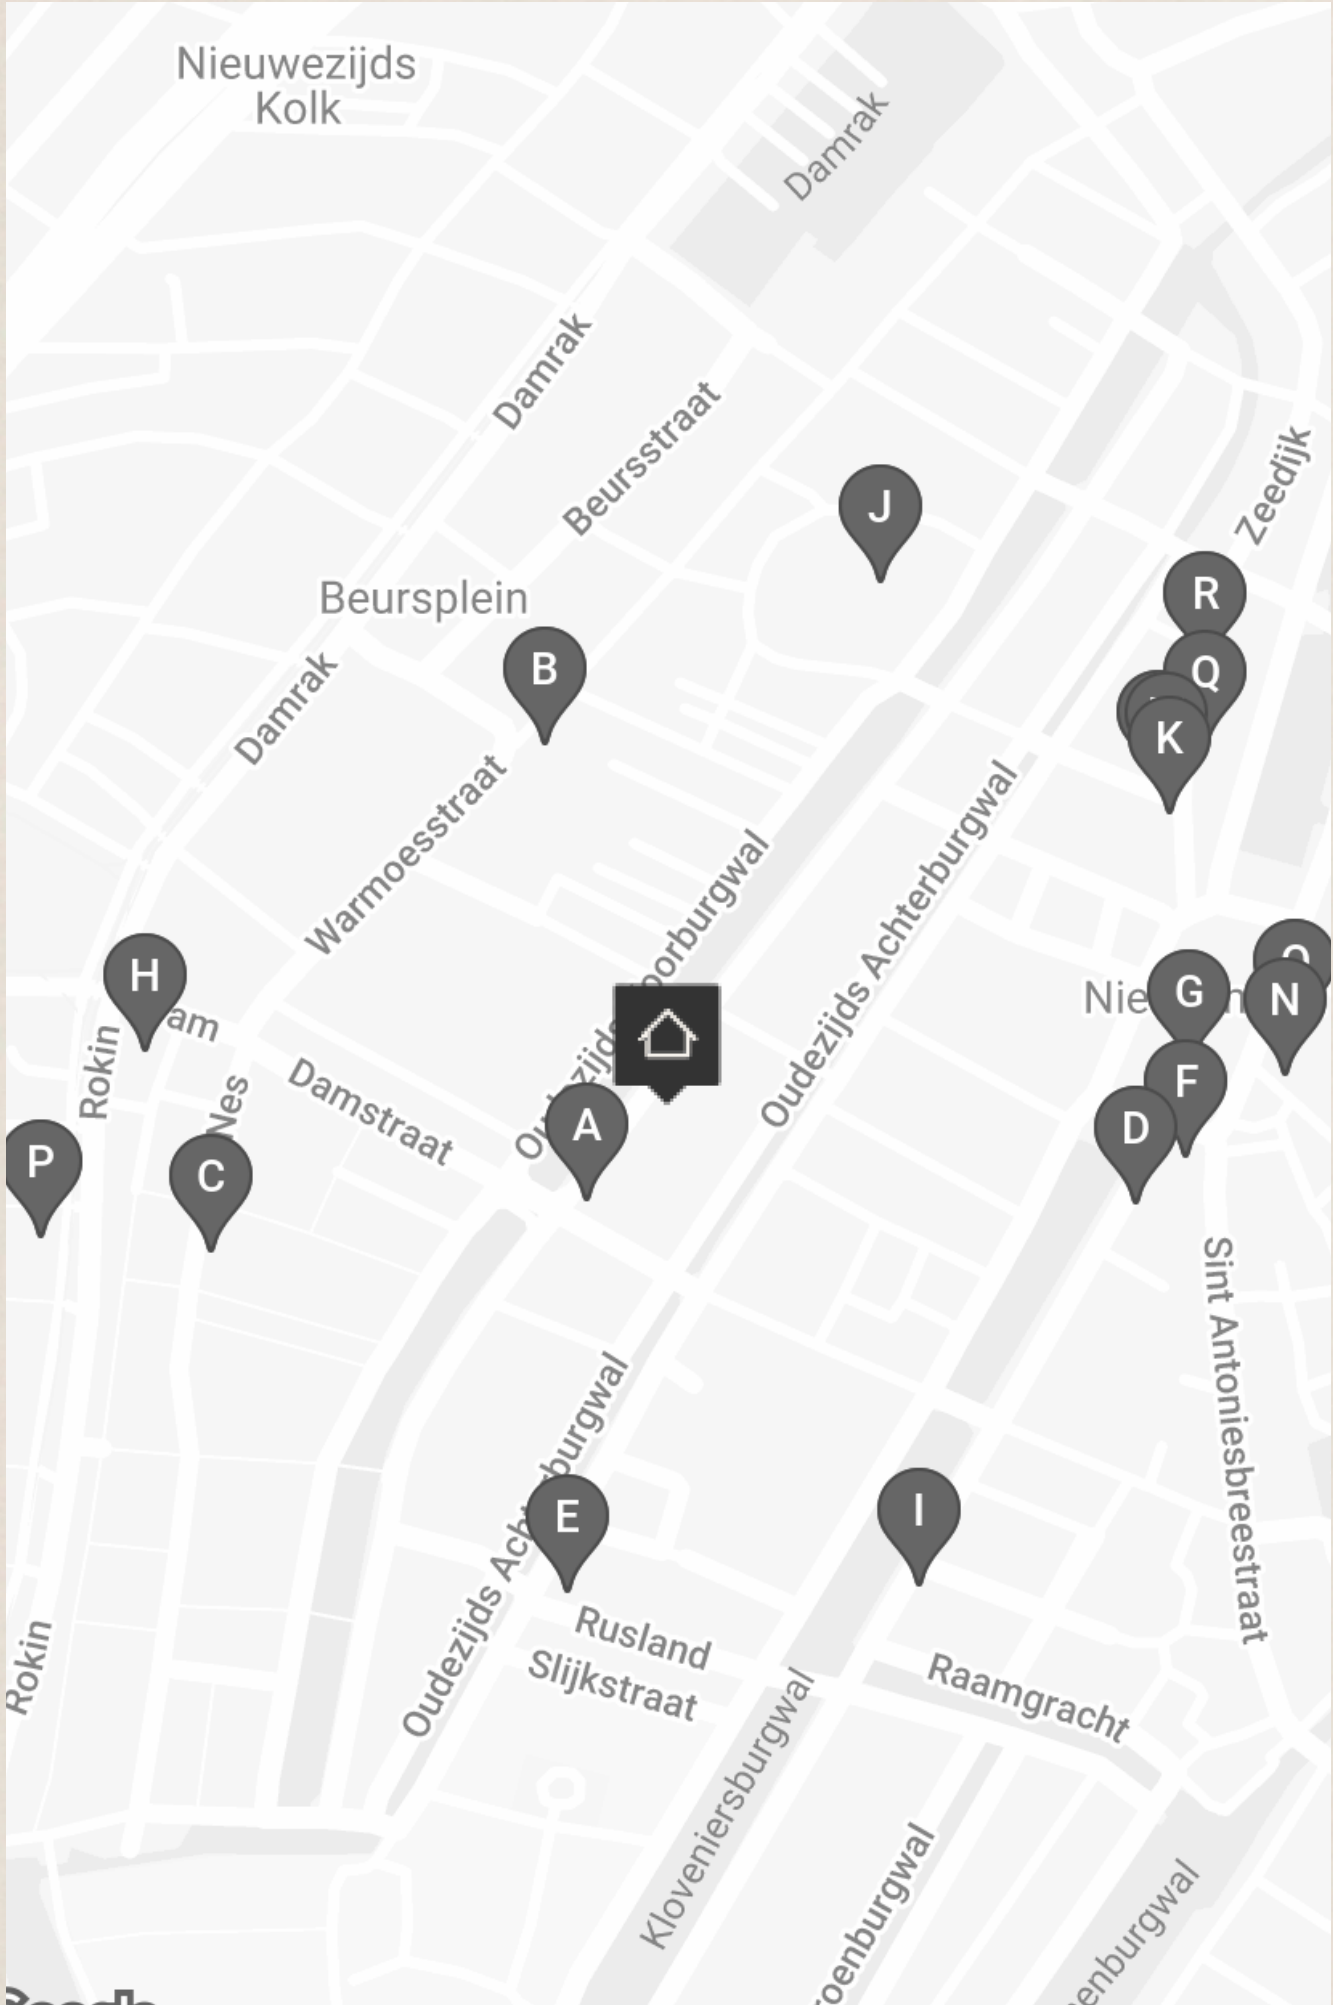 Nieuwezijds
Kolk
Damrak
Damrak
Beursstraat
Zeedijk
J
R
Beursplein
B
Q
Damrak
K
Warmoesstraat
Oudezijds Achterburgwal
H
Rokin
Nes
Damstraat
G
N
F
A
D
P
C
Sint Antoniesbreestraat
E
I
Oudezijds
Rusland
Slijkstraat
Rokin
Raamgracht
Kloveniersburgwal